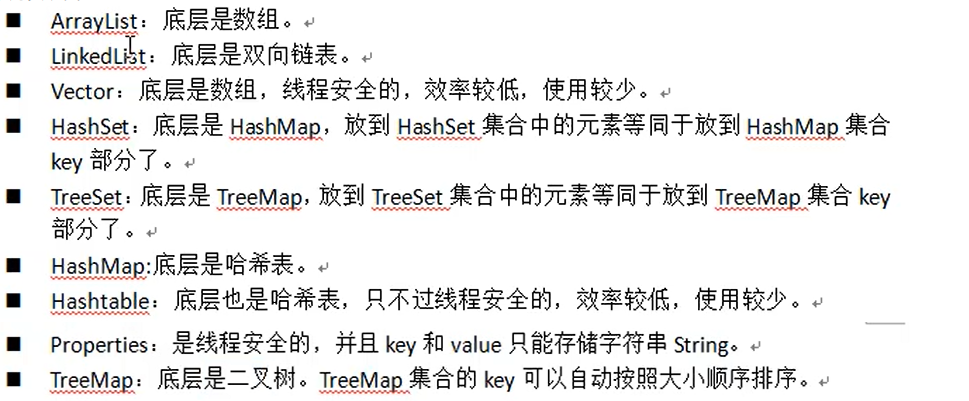 ■ ArrayList：底层是数组。
■ LinkedList：底层是双向链表。
■ Vector：底层是数组，线程安全的，效率较低，使用较少。
■ HashSet：底层是 HashMap，放到 HashSet 集合中的元素等同于放到 HashMap 集合
key 部分了。
■ TreeSet：底层是 TreeMap，放到 TreeSet 集合中的元素等同于放到 TreeMap 集合 key
部分了。
■ HashMap:底层是哈希表。
■ Hashtable：底层也是哈希表，只不过线程安全的，效率较低，使用较少。
■ Properties：是线程安全的，并且 key 和 value 只能存储字符串 String。
■ TreeMap：底层是二叉树。TreeMap 集合的 key 可以自动按照大小顺序排序。